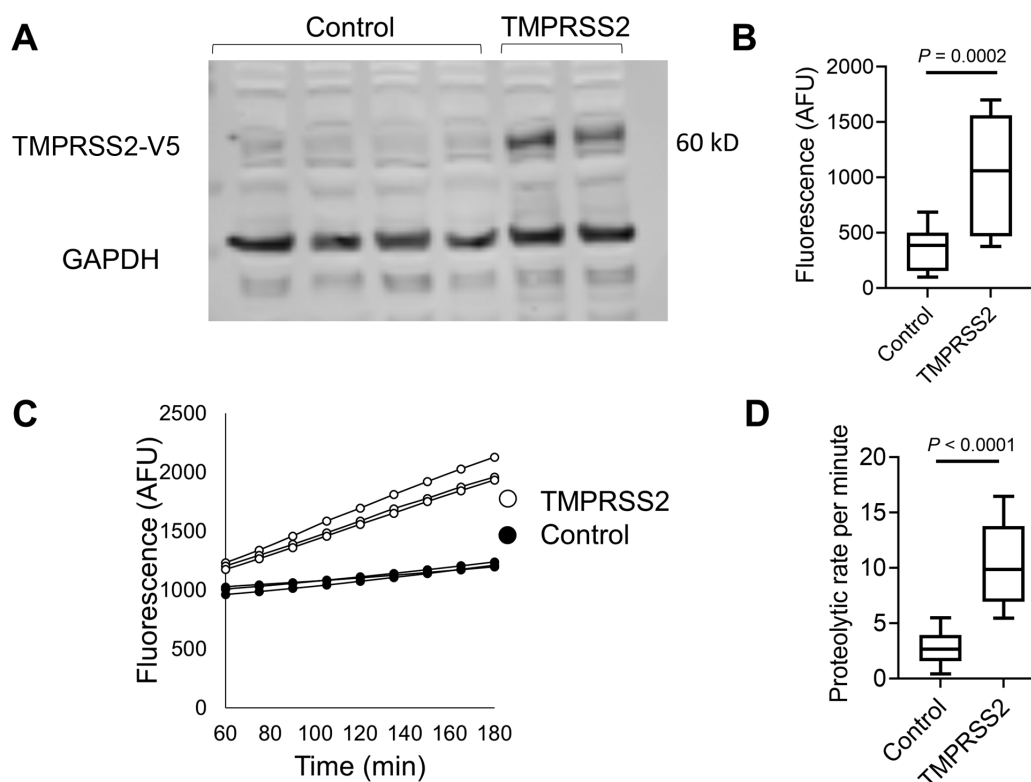 A
Control
TMPRSS2
TMPRSS2-V5
60 kD
GAPDH
B
P = 0.0002
Fluorescence (AFU)
2000
1500
1000
500
0
Control
TMPRSS2
C
Fluorescence (AFU)
2500
2000
1500
1000
500
0
60 80 100 120 140 160 180
Time (min)
TMPRSS2
Control
D
P < 0.0001
Proteolytic rate per minute
20
15
10
5
0
Control
TMPRSS2